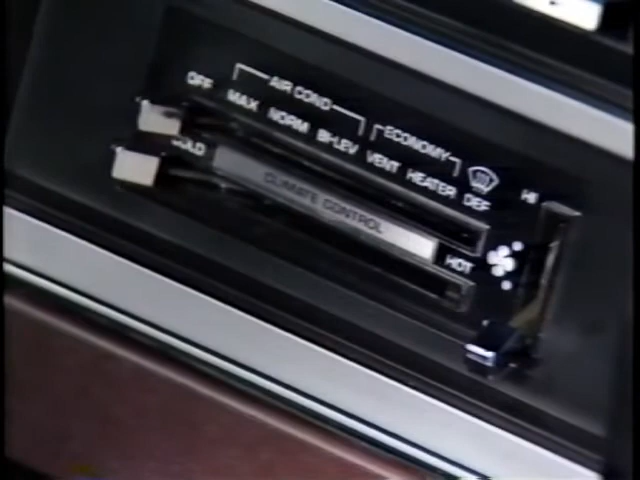 AIR COND ECONOMY
OFF MAX NORM BI-LEV VENT HEATER DEF HI
COLD CLIMATE CONTROL HOT